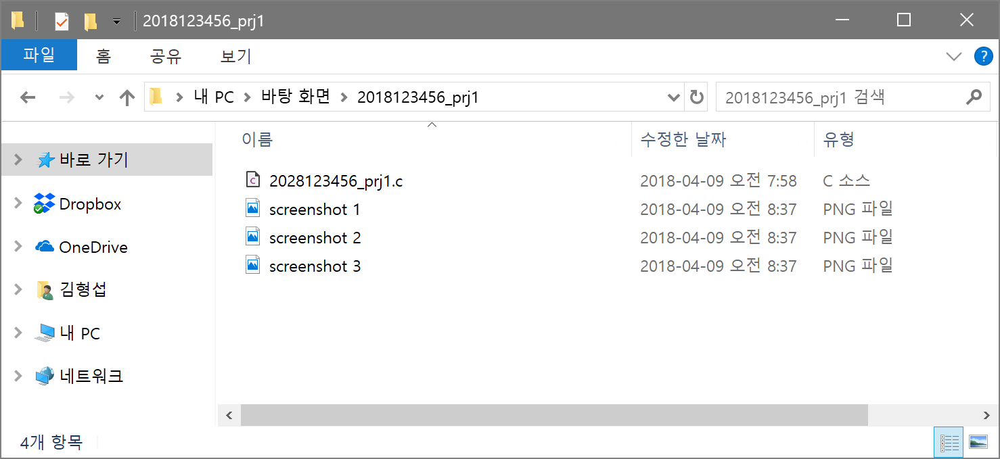 2018123456_prj1
파일 홈 공유 보기 ?
내 PC 바탕 화면 2018123456_prj1 2018123456_prj1 검색
이름 수정한 날짜 유형
바로 가기
Dropbox
OneDrive
김형섭
내 PC
네트워크
C 2028123456_prj1.c 2018-04-09 오전 7:58 C 소스
screenshot 1 2018-04-09 오전 8:37 PNG 파일
screenshot 2 2018-04-09 오전 8:37 PNG 파일
screenshot 3 2018-04-09 오전 8:37 PNG 파일
4개 항목